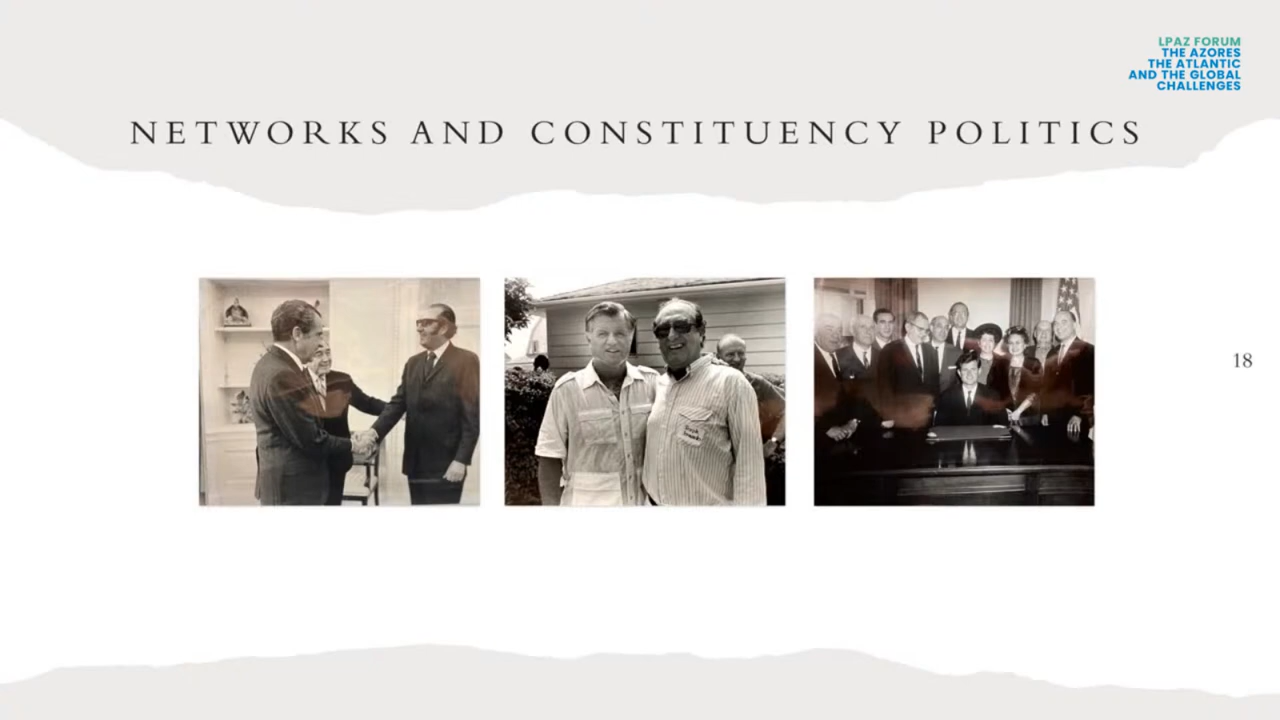 LPAZ FORUM
THE AZORES
THE ATLANTIC
AND THE GLOBAL
CHALLENGES
NETWORKS AND CONSTITUENCY POLITICS
18